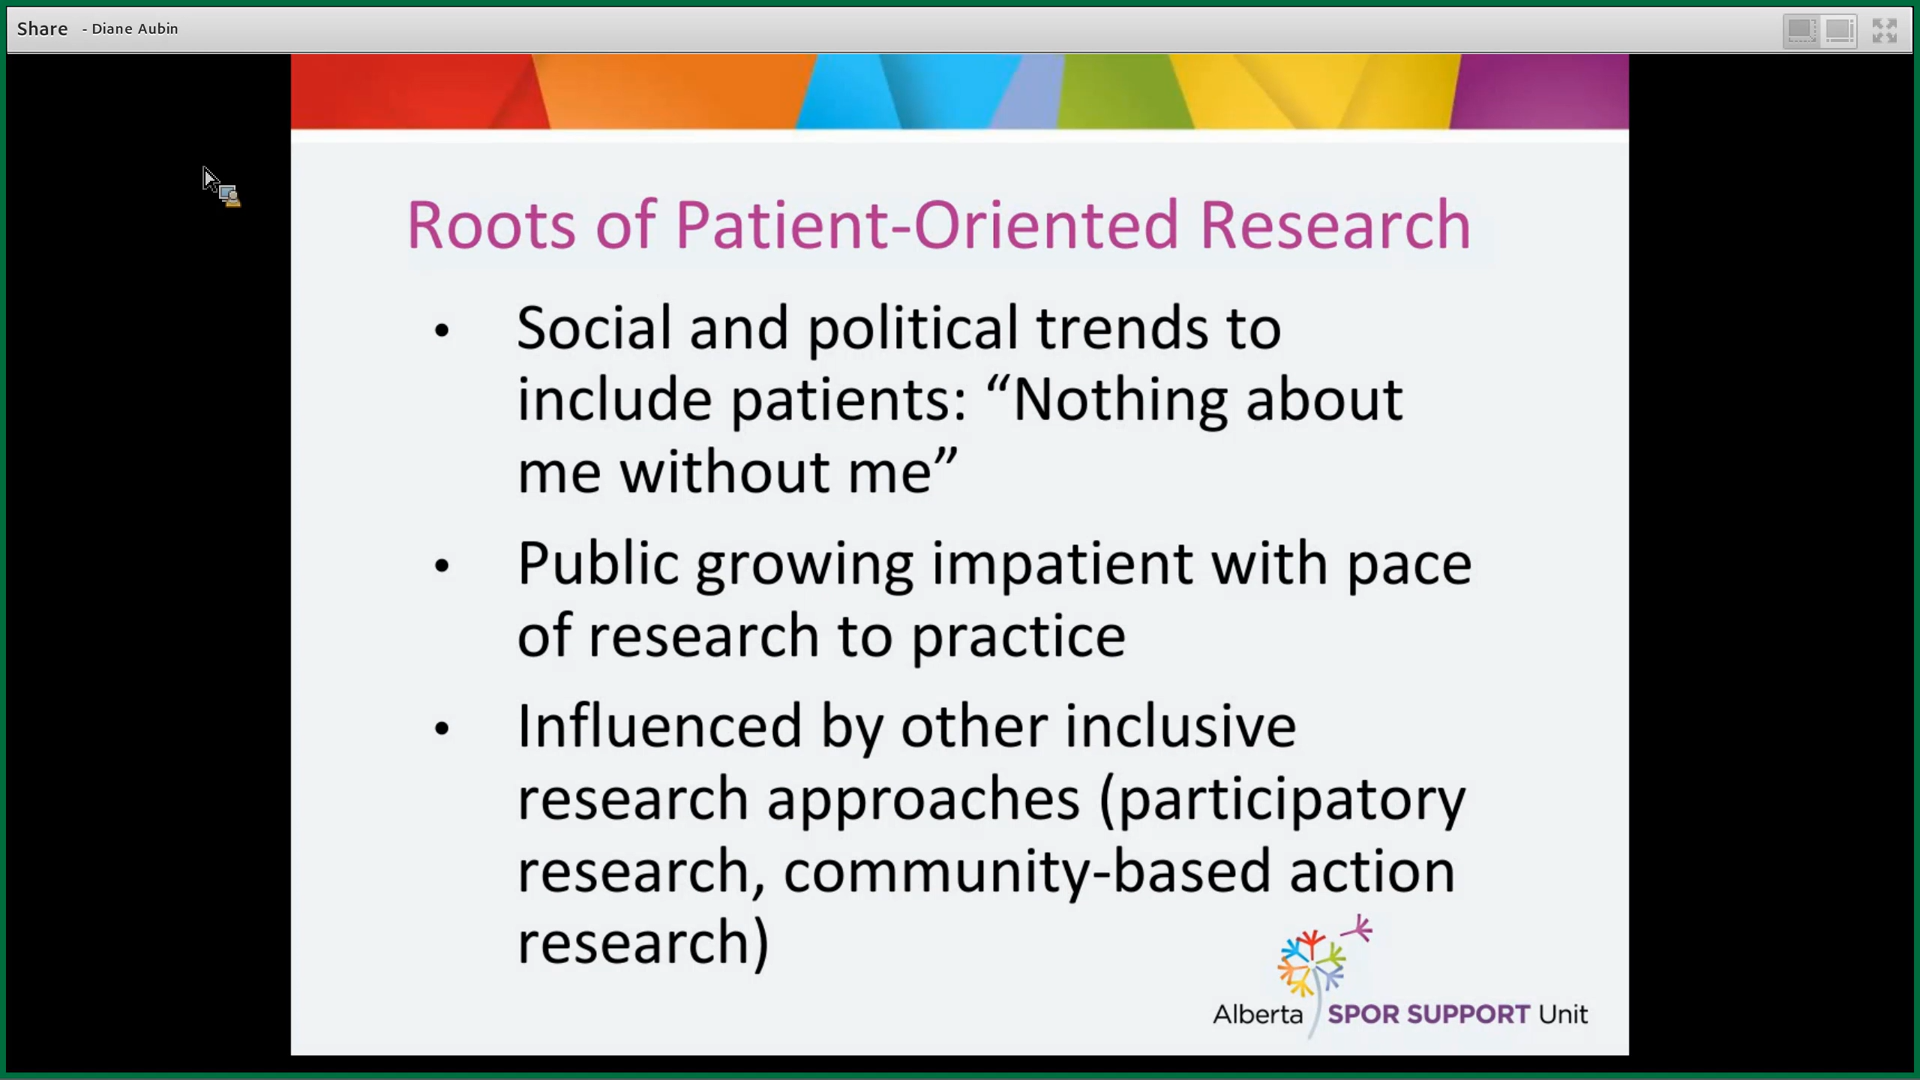 Share - Diane Aubin
Roots of Patient-Oriented Research
• Social and political trends to
include patients: “Nothing about
me without me”
• Public growing impatient with pace
of research to practice
• Influenced by other inclusive
research approaches (participatory
research, community-based action
research)
Alberta SPOR SUPPORT Unit